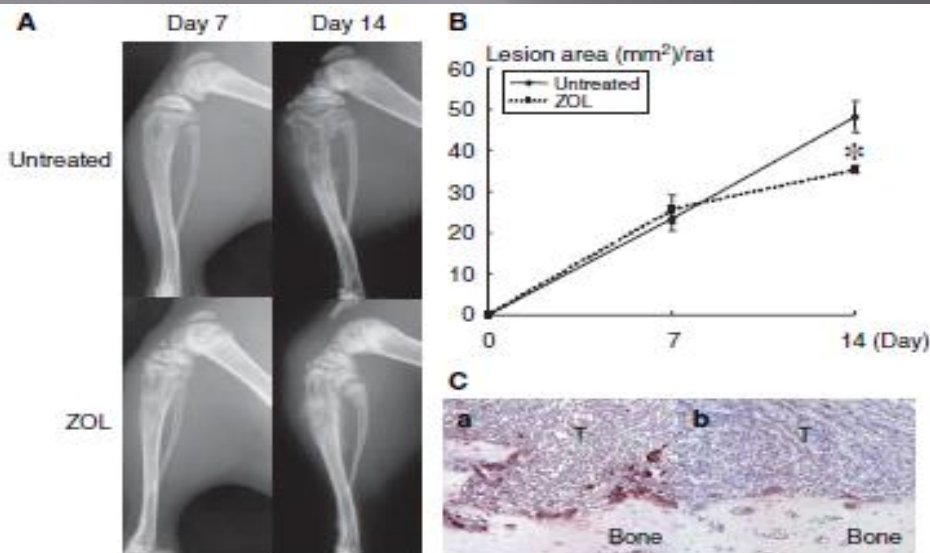 A
Day 7
Day 14
Untreated
ZOL
B
Lesion area (mm²)/rat
60
50
40
30
20
10
0
Untreated
ZOL
*
0
7
14 (Day)
C
a
T
b
T
Bone
Bone